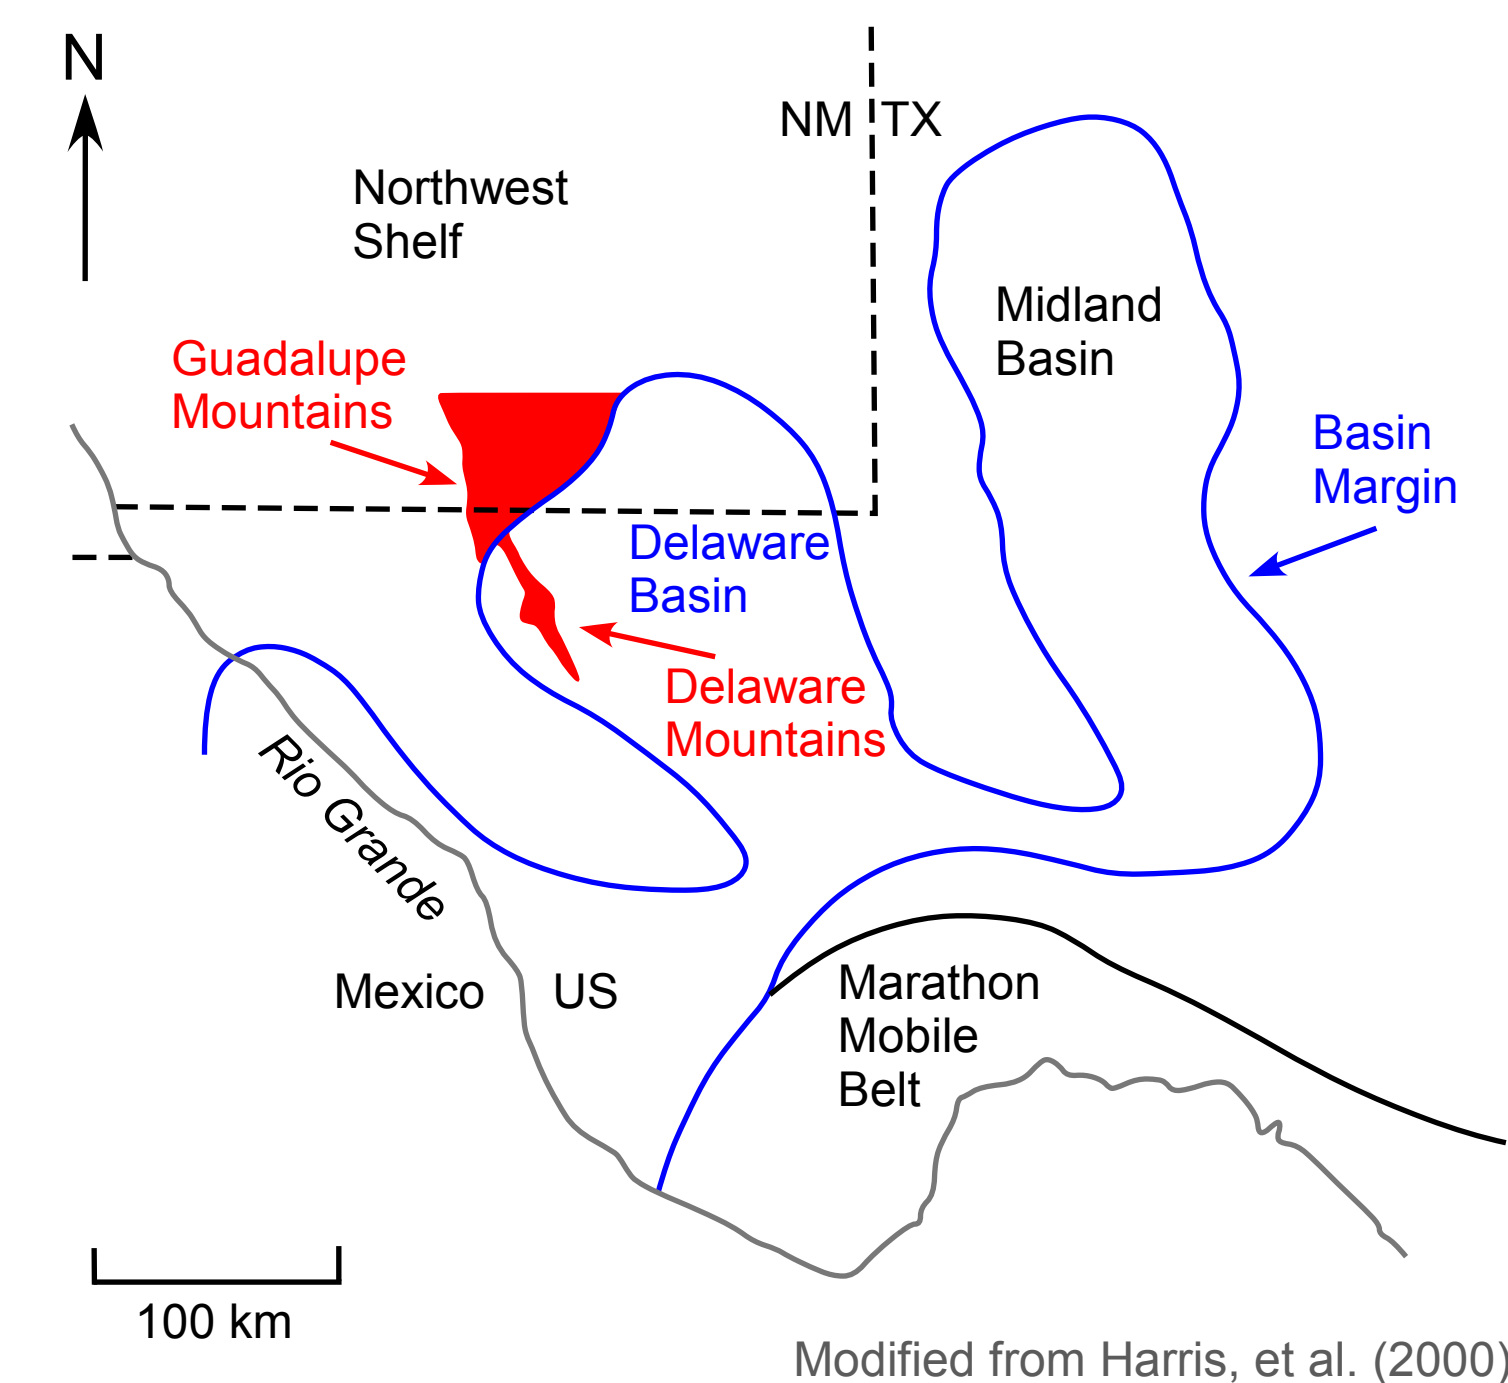 N
NM TX
Northwest
Shelf
Midland
Basin
Guadalupe
Mountains
Basin
Margin
Delaware
Basin
Delaware
Mountains
Rio Grande
Mexico US
Marathon
Mobile
Belt
100 km
Modified from Harris, et al. (2000)